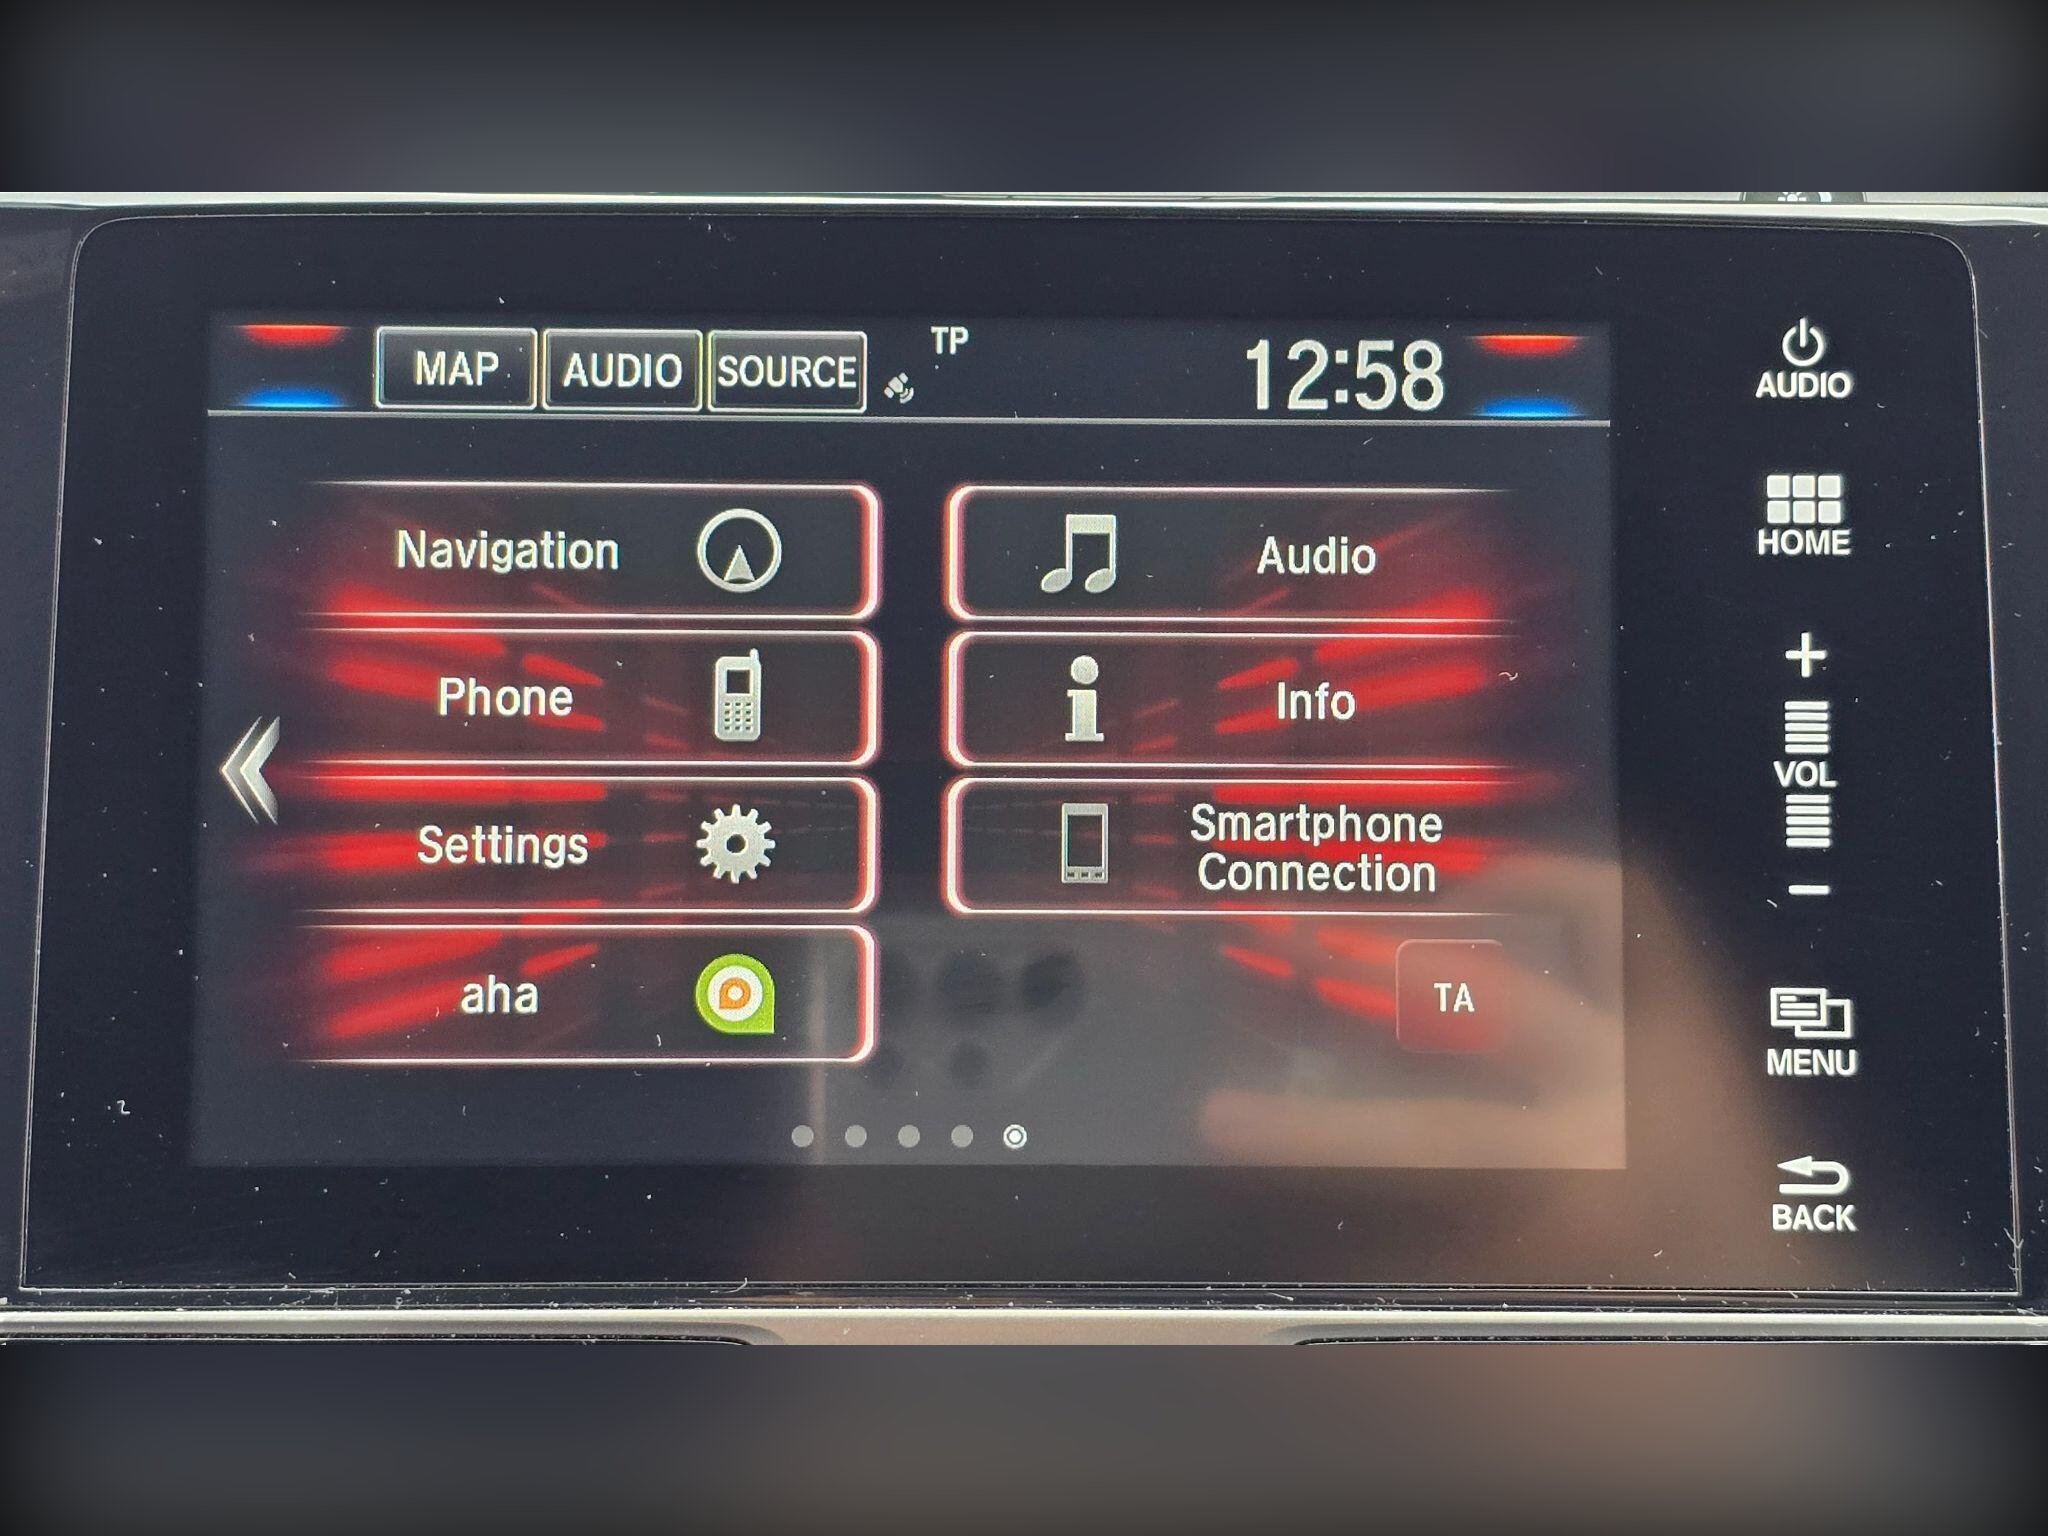 MAP AUDIO SOURCE TP 12:58
AUDIO
HOME
Navigation
Audio
Phone
Info
VOL
Settings
Smartphone
Connection
aha
TA
MENU
BACK